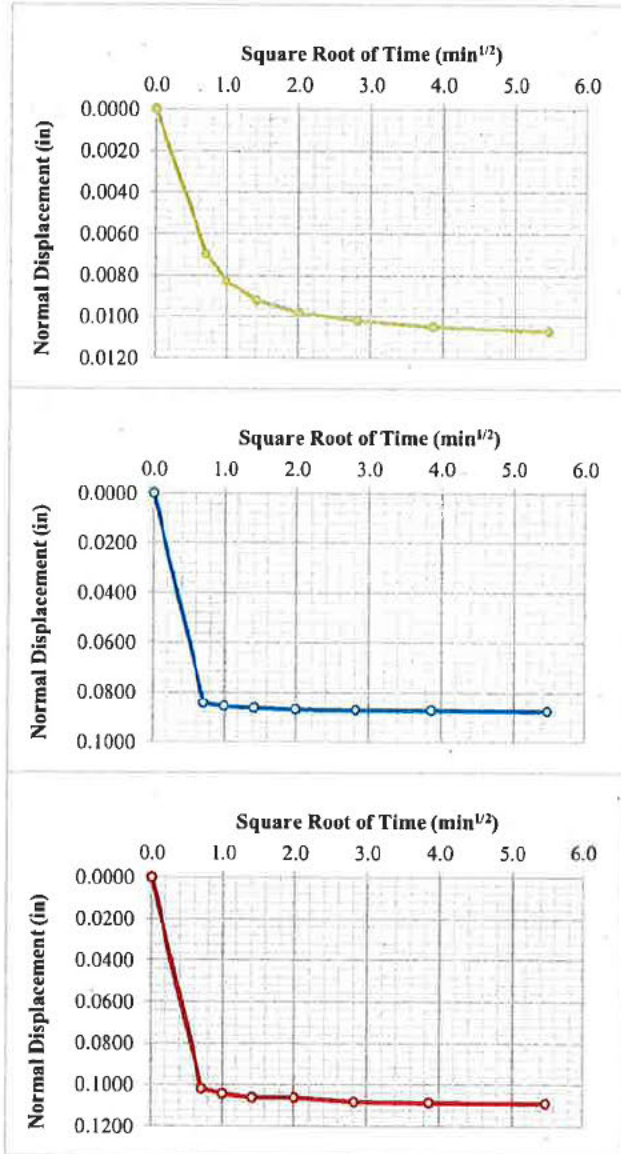 Square Root of Time (min1/2)
0.0 1.0 2.0 3.0 4.0 5.0 6.0
Normal Displacement (in)
0.0000
0.0020
0.0040
0.0060
0.0080
0.0100
0.0120
Square Root of Time (min1/2)
0.0 1.0 2.0 3.0 4.0 5.0 6.0
Normal Displacement (in)
0.0000
0.0200
0.0400
0.0600
0.0800
0.1000
Square Root of Time (min1/2)
0.0 1.0 2.0 3.0 4.0 5.0 6.0
Normal Displacement (in)
0.0000
0.0200
0.0400
0.0600
0.0800
0.1000
0.1200